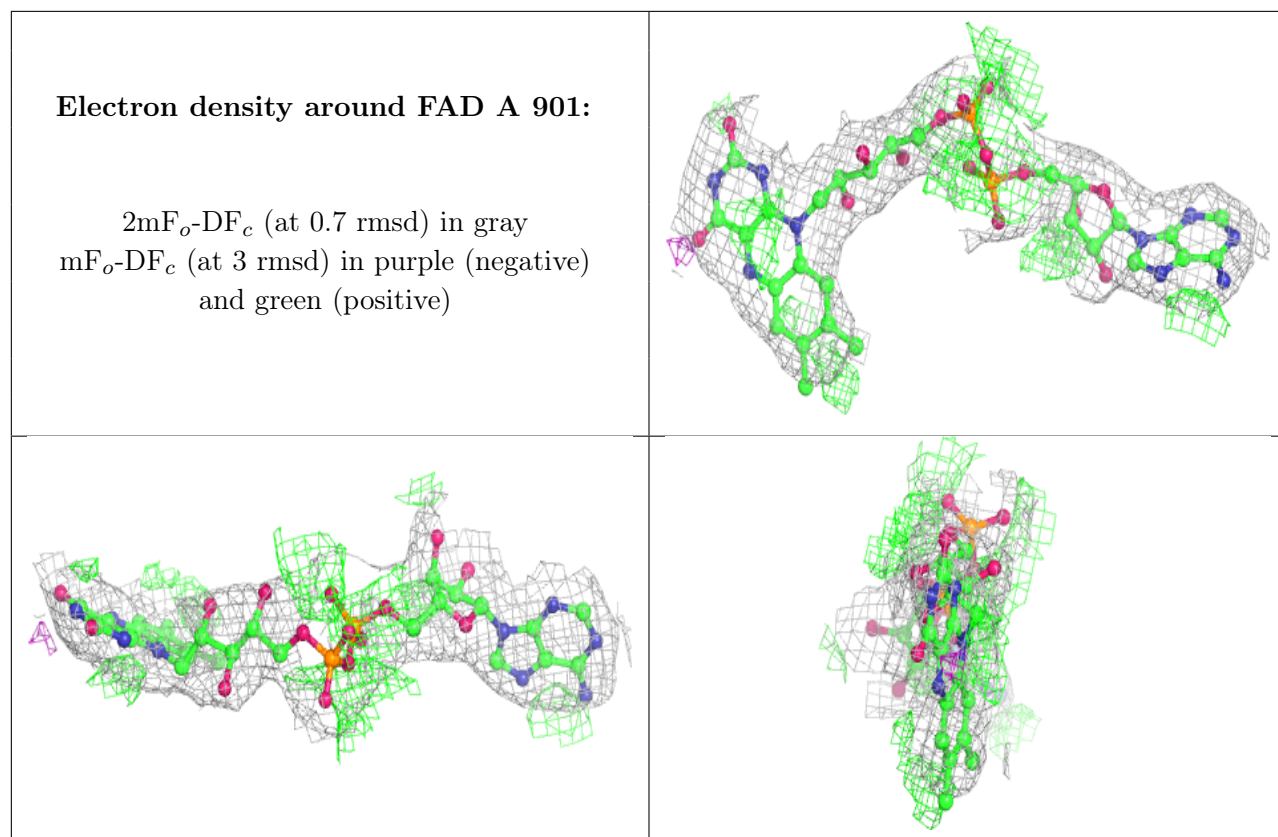 Electron density around FAD A 901:
2mFo-DFc (at 0.7 rmsd) in gray
mFo-DFc (at 3 rmsd) in purple (negative)
and green (positive)